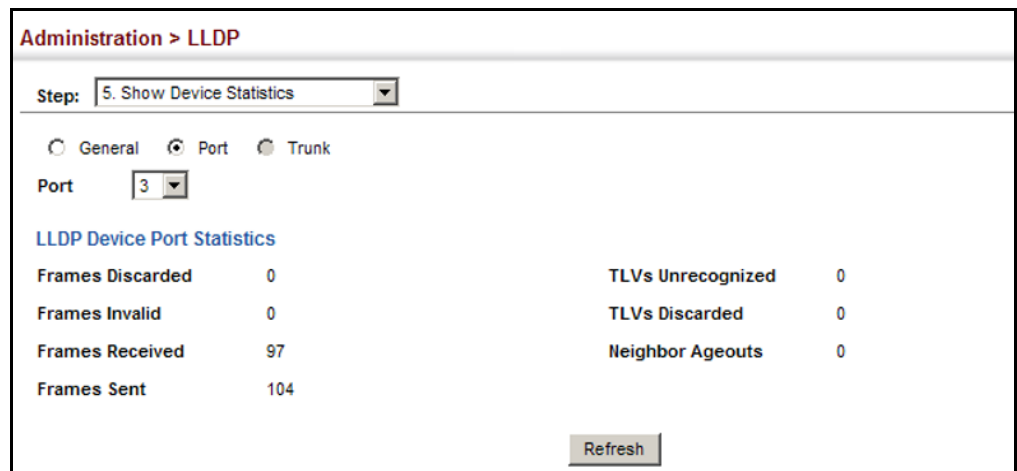 Administration > LLDP
Step: 5. Show Device Statistics
General Port Trunk
Port 3
LLDP Device Port Statistics
Frames Discarded 0 TLVs Unrecognized 0
Frames Invalid 0 TLVs Discarded 0
Frames Received 97 Neighbor Ageouts 0
Frames Sent 104
Refresh